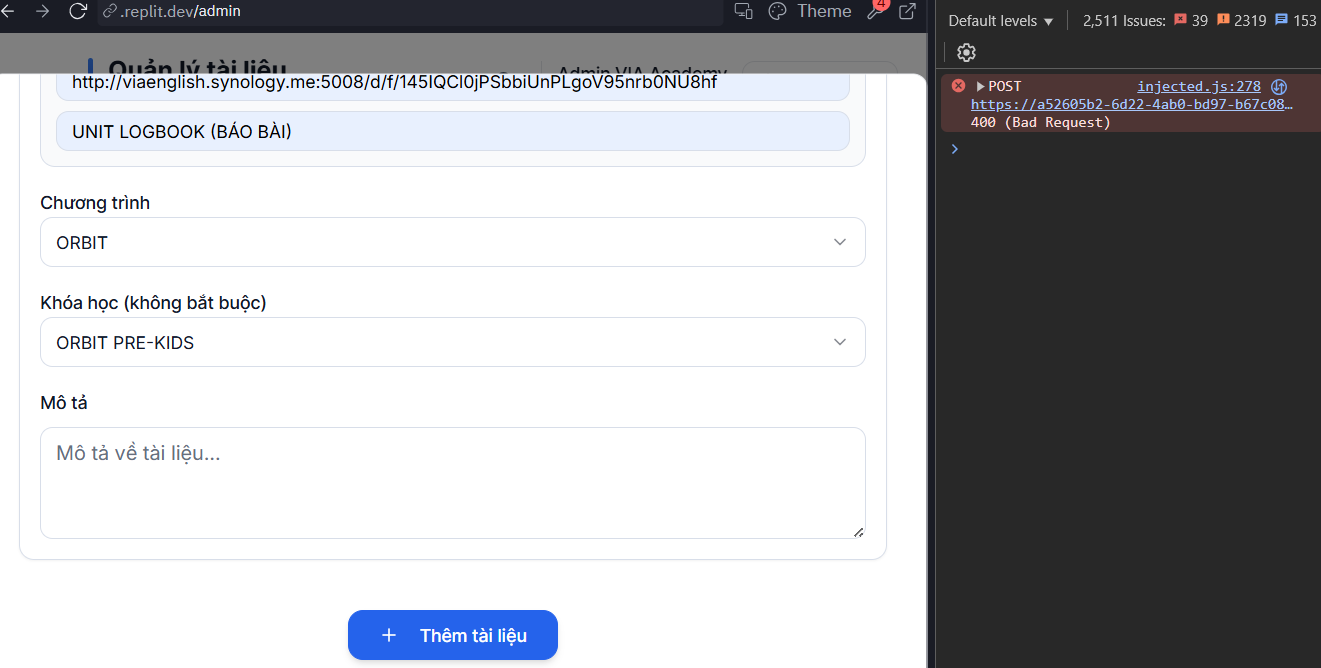 .replit.dev/admin
Theme
4
Default levels
2,511 Issues: 39 2319 153
Quản lý tài liệu
Admin VIA Academy
http://viaenglish.synology.me:5008/d/f/145IQCl0jPSbbiUnPLgoV95nrb0NU8hf
UNIT LOGBOOK (BÁO BÀI)
Chương trình
ORBIT
Khóa học (không bắt buộc)
ORBIT PRE-KIDS
Mô tả
Mô tả về tài liệu...
+ Thêm tài liệu
POST injected.js:278
https://a52605b2-6d22-4ab0-bd97-b67c08…
400 (Bad Request)